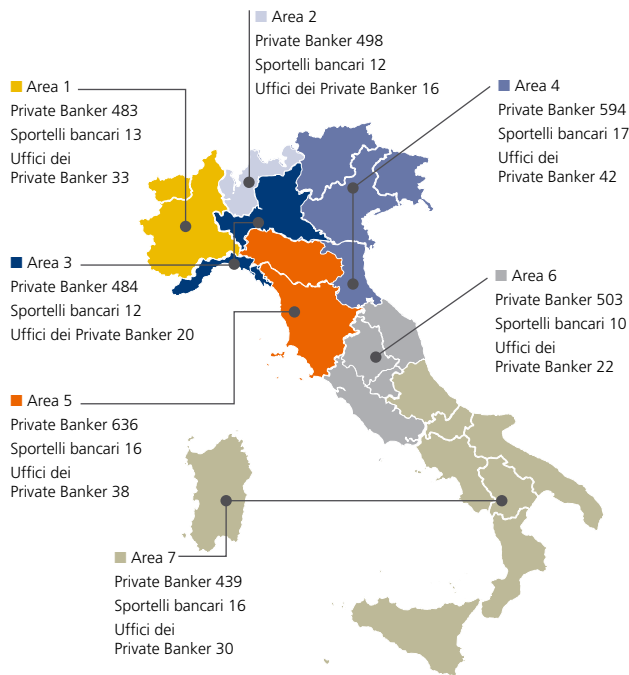 Area 2
Private Banker 498
Sportelli bancari 12
Uffici dei Private Banker 16
Area 1
Private Banker 483
Sportelli bancari 13
Uffici dei
Private Banker 33
Area 4
Private Banker 594
Sportelli bancari 17
Uffici dei
Private Banker 42
Area 3
Private Banker 484
Sportelli bancari 12
Uffici dei Private Banker 20
Area 6
Private Banker 503
Sportelli bancari 10
Uffici dei
Private Banker 22
Area 5
Private Banker 636
Sportelli bancari 16
Uffici dei
Private Banker 38
Area 7
Private Banker 439
Sportelli bancari 16
Uffici dei
Private Banker 30